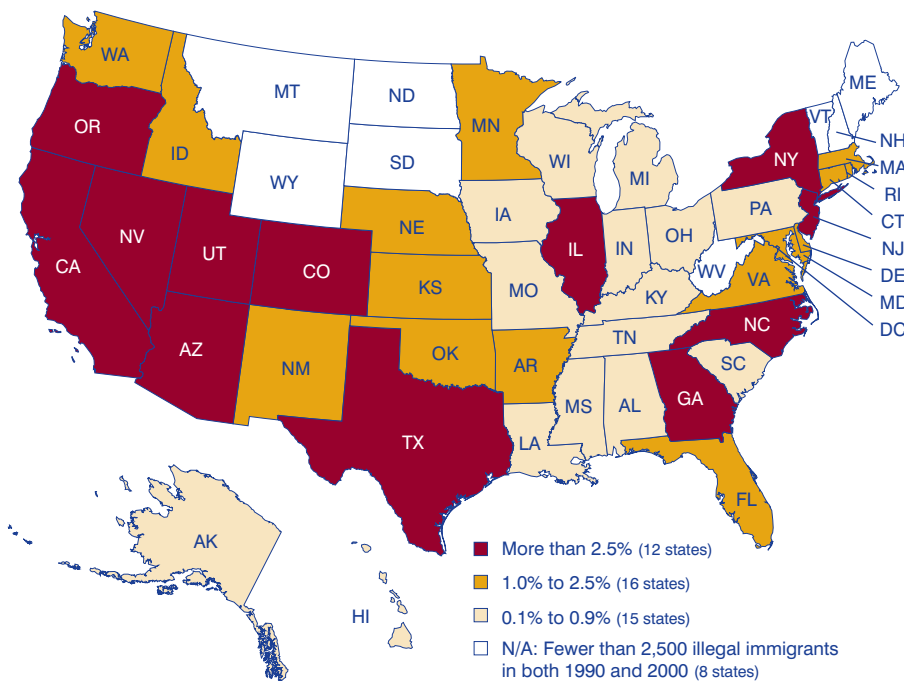 WA
MT
ND
MN
ME
VT
NH
OR
ID
SD
WI
NY
MA
MI
RI
WY
CT
IA
PA
NE
NJ
NV
UT
CO
IL
IN
OH
DE
CA
KS
MO
WV
VA
MD
KY
DC
AZ
NM
OK
AR
TN
NC
SC
TX
MS
AL
GA
LA
FL
AK
HI
More than 2.5% (12 states)
1.0% to 2.5% (16 states)
0.1% to 0.9% (15 states)
N/A: Fewer than 2,500 illegal immigrants
in both 1990 and 2000 (8 states)